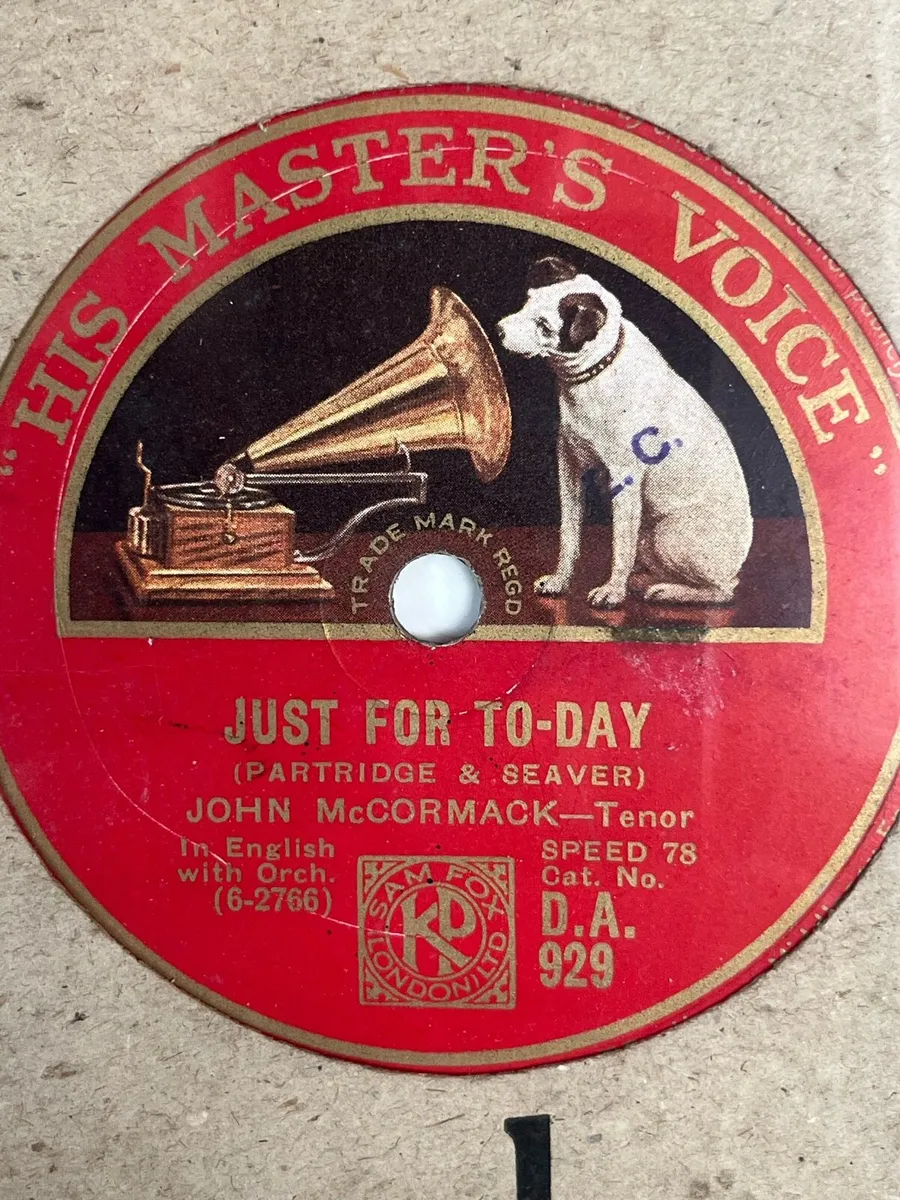 "HIS MASTER'S VOICE"
L.C.
TRADE MARK REGD
JUST FOR TO-DAY
(PARTRIDGE & SEAVER)
JOHN McCORMACK—Tenor
In English
with Orch.
(6-2766)
SAM FOX
LONDON LTD
KP
SPEED 78
Cat. No.
D.A.
929